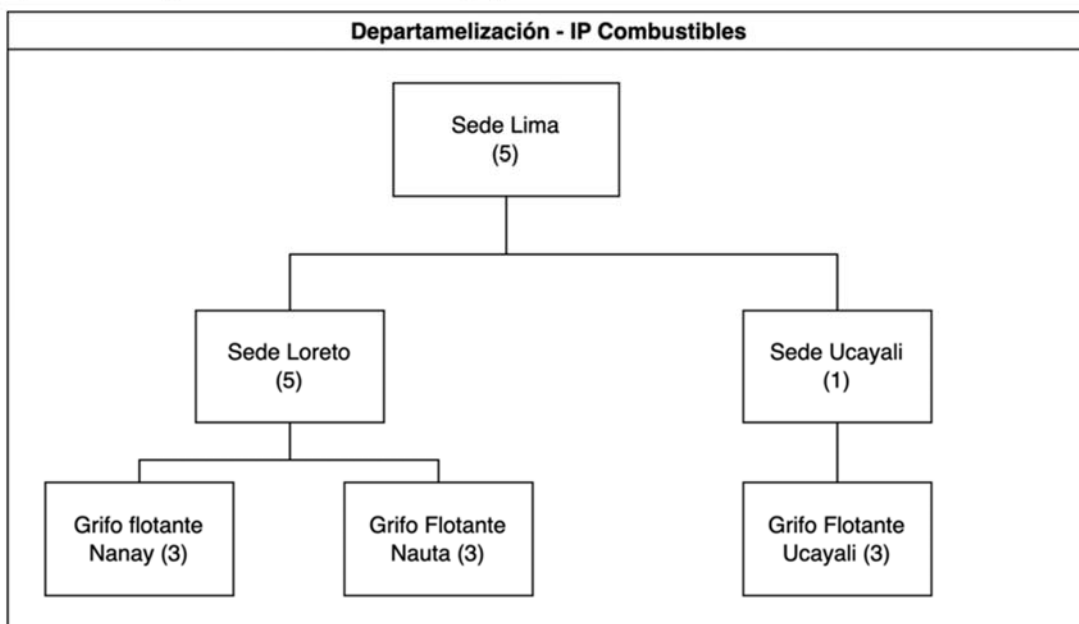 Departamelización - IP Combustibles
Sede Lima
(5)
Sede Loreto
(5)
Sede Ucayali
(1)
Grifo flotante
Nanay (3)
Grifo Flotante
Nauta (3)
Grifo Flotante
Ucayali (3)